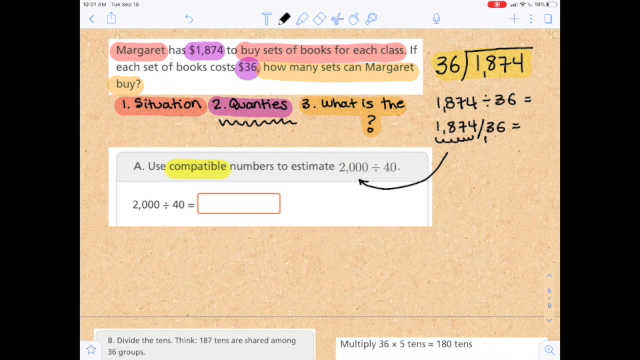 10:01 AM Tue Sep 15
19%
Margaret has $1,874 to buy sets of books for each class. If
each set of books costs $36, how many sets can Margaret
buy?
1. Situation 2. Quanties 3. What is the
?
36 1,874
1,874 ÷ 36 =
1,874/36 =
A. Use compatible numbers to estimate 2,000 ÷ 40.
2,000 ÷ 40 =
B. Divide the tens. Think: 187 tens are shared among
36 groups.
Multiply 36 × 5 tens = 180 tens